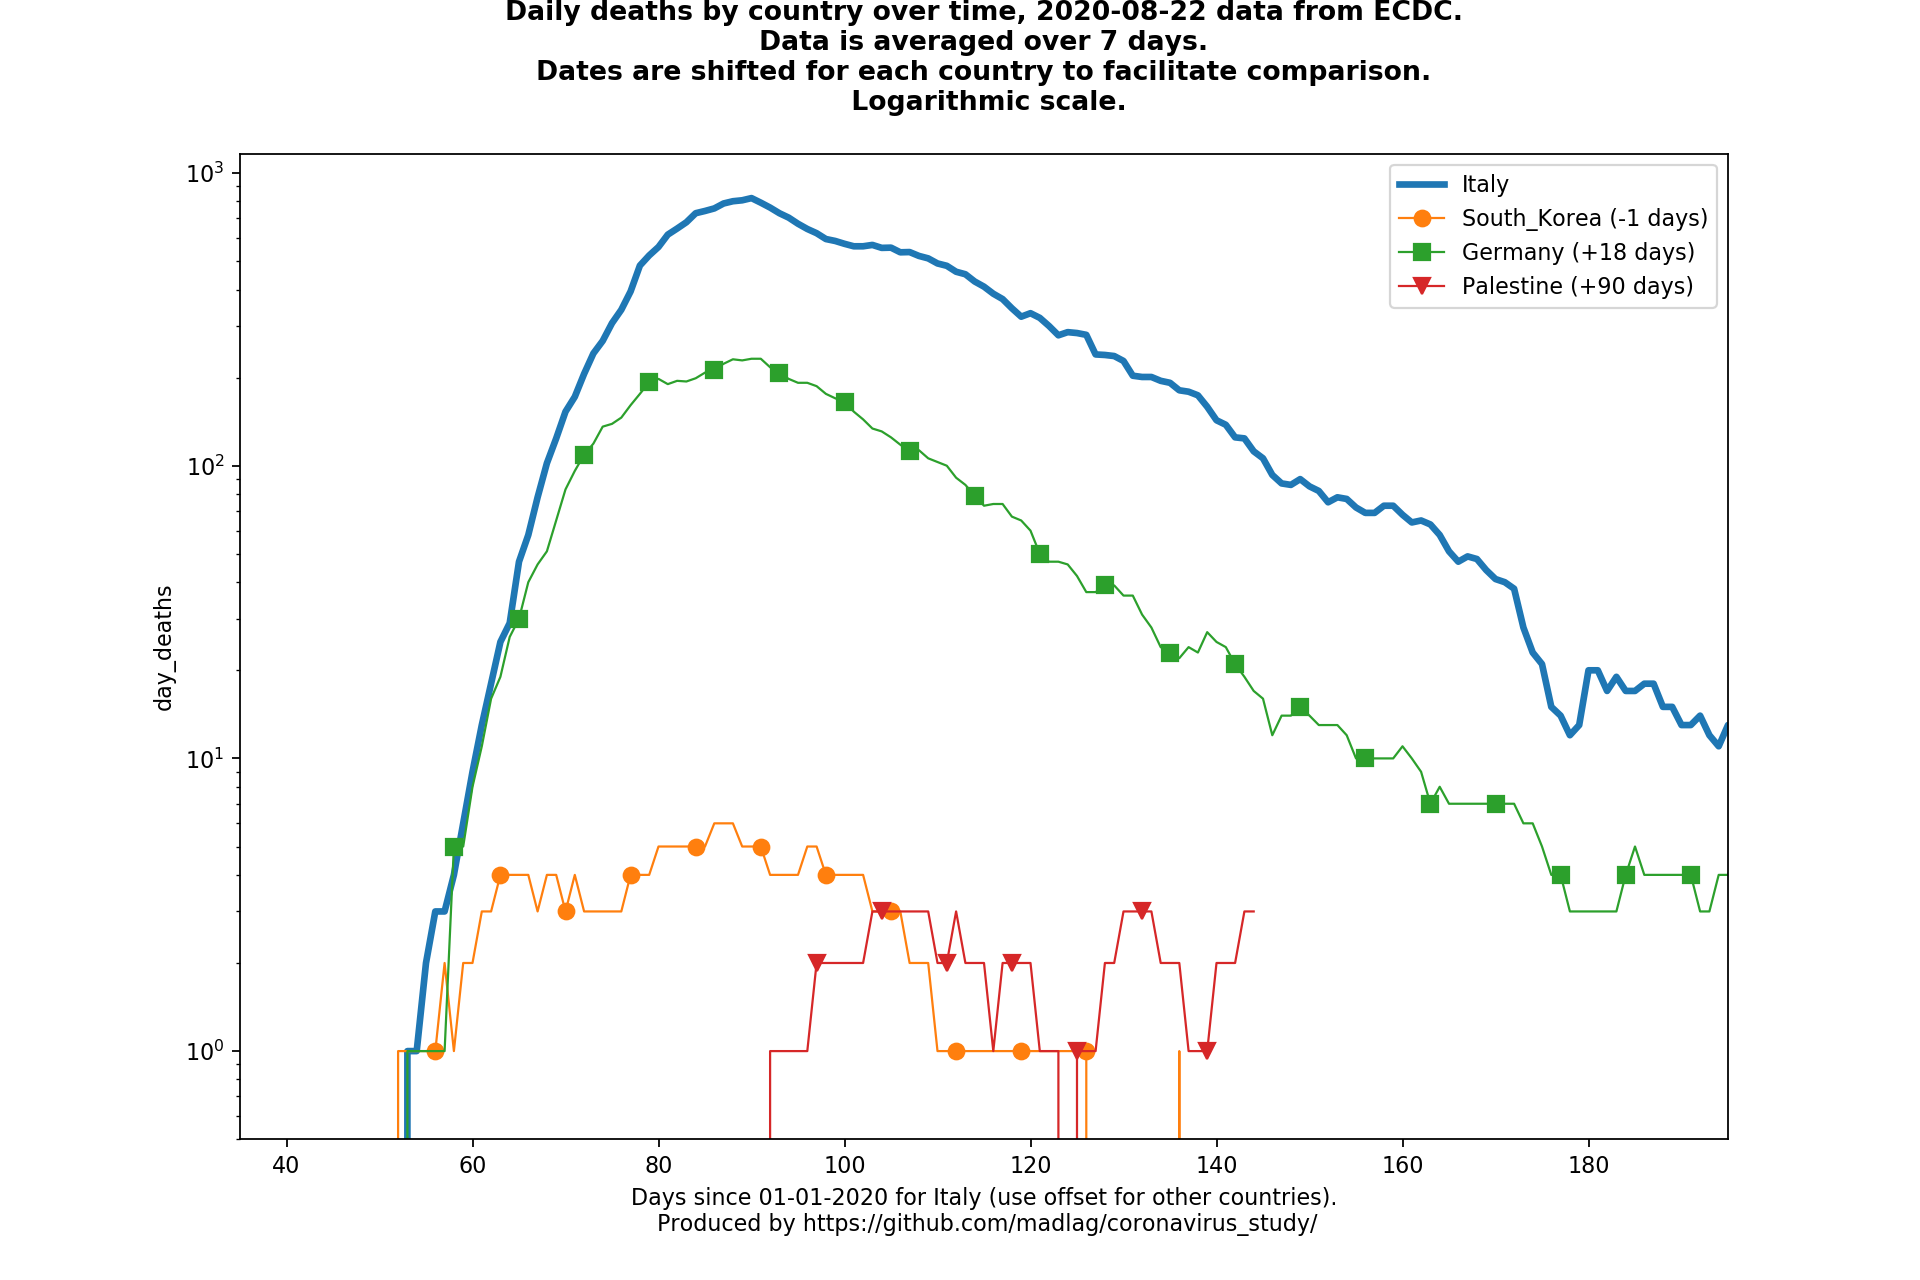 Daily deaths by country over time, 2020-08-22 data from ECDC.
Data is averaged over 7 days.
Dates are shifted for each country to facilitate comparison.
Logarithmic scale.
10³
10²
10¹
10⁰
day_deaths
Italy
South_Korea (-1 days)
Germany (+18 days)
Palestine (+90 days)
40 60 80 100 120 140 160 180
Days since 01-01-2020 for Italy (use offset for other countries).
Produced by https://github.com/madlag/coronavirus_study/